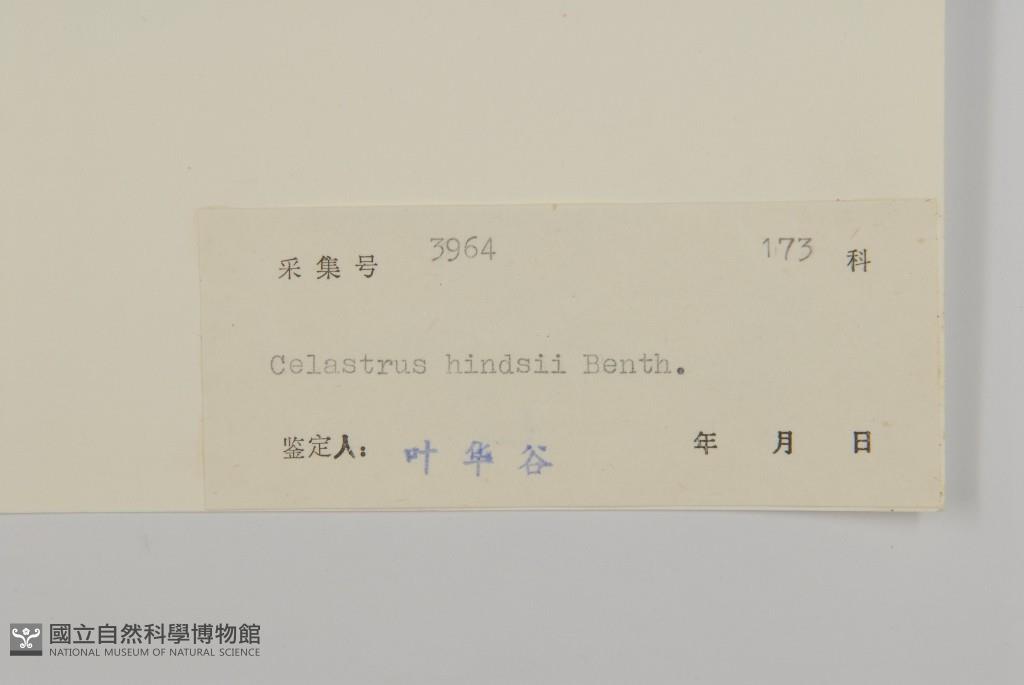 采集号 3964 173 科
Celastrus hindsii Benth.
鉴定人: 叶华谷 年 月 日
國立自然科學博物館
NATIONAL MUSEUM OF NATURAL SCIENCE